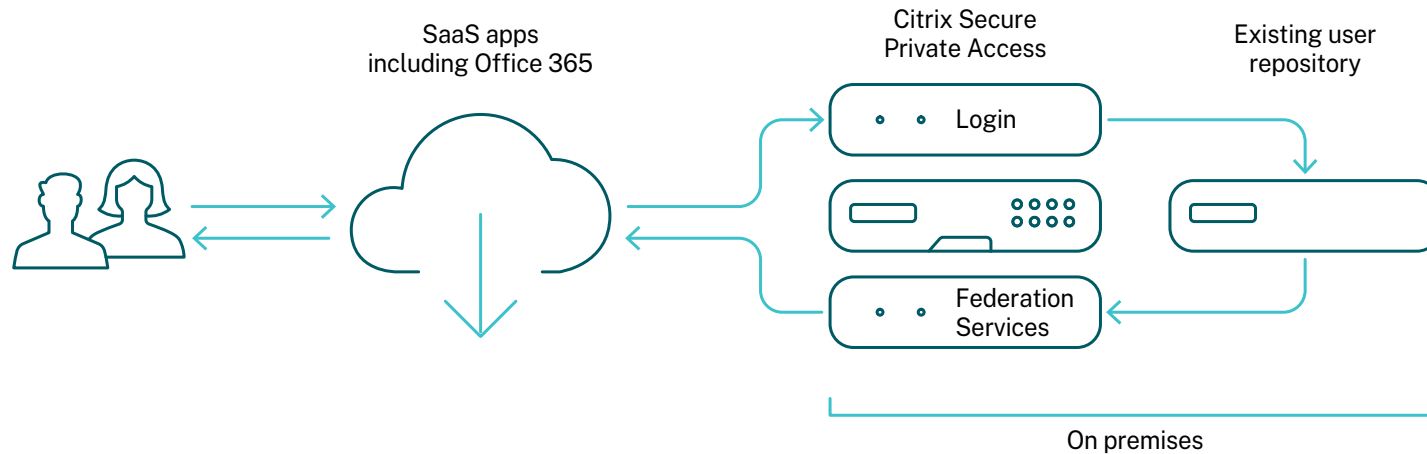 SaaS apps
including Office 365
Citrix Secure
Private Access
Existing user
repository
Login
Federation
Services
On premises